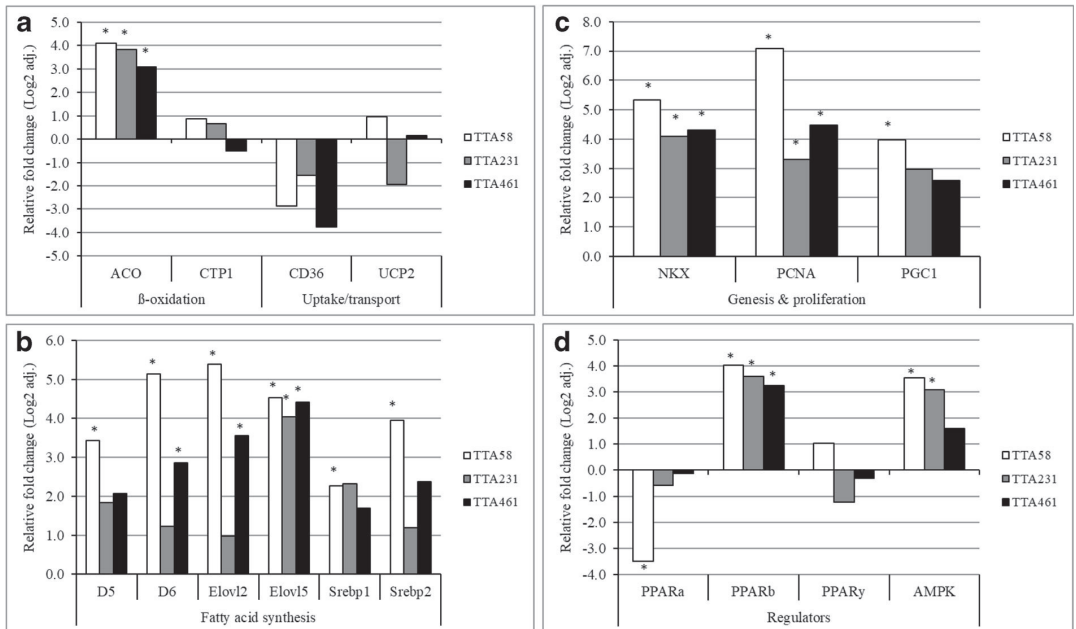 a
Relative fold change (Log2 adj.)
5.0
4.0
3.0
2.0
1.0
0.0
-1.0
-2.0
-3.0
-4.0
-5.0
* * *
ACO CTP1 CD36 UCP2
ß-oxidation Uptake/transport
TTA58
TTA231
TTA461
c
Relative fold change (Log2 adj.)
8.0
7.0
6.0
5.0
4.0
3.0
2.0
1.0
0.0
* * * * * * *
NKX PCNA PGC1
Genesis & proliferation
TTA58
TTA231
TTA461
b
Relative fold change (Log2 adj.)
6.0
5.0
4.0
3.0
2.0
1.0
0.0
* * * * * * * * * *
D5 D6 Elovl2 Elovl5 Srebp1 Srebp2
Fatty acid synthesis
TTA58
TTA231
TTA461
d
Relative fold change (Log2 adj.)
5.0
4.0
3.0
2.0
1.0
0.0
-1.0
-2.0
-3.0
-4.0
* * * * * *
PPARa PPARb PPARy AMPK
Regulators
TTA58
TTA231
TTA461